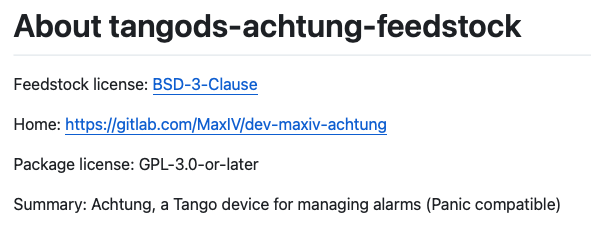 About tangods-achtung-feedstock
Feedstock license: BSD-3-Clause
Home: https://gitlab.com/MaxIV/dev-maxiv-achtung
Package license: GPL-3.0-or-later
Summary: Achtung, a Tango device for managing alarms (Panic compatible)